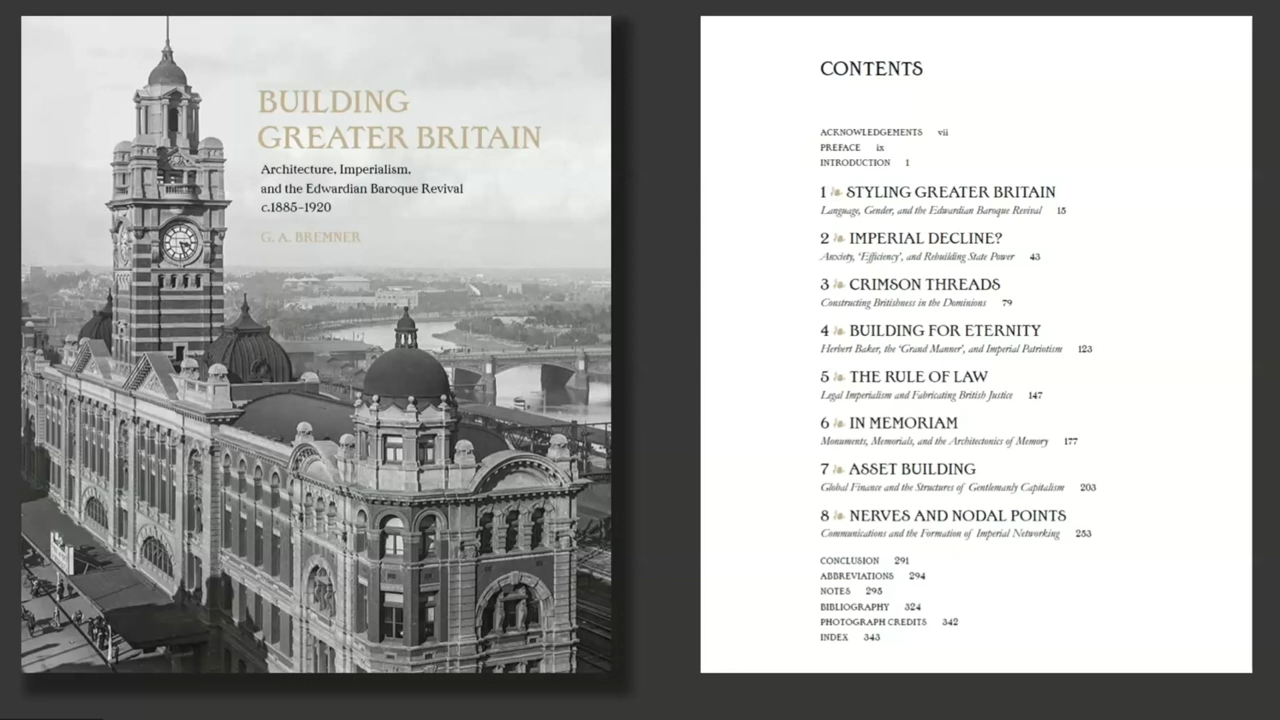 BUILDING
GREATER BRITAIN
Architecture, Imperialism,
and the Edwardian Baroque Revival
c.1885–1920
G. A. BREMNER
CONTENTS
ACKNOWLEDGEMENTS vii
PREFACE ix
INTRODUCTION 1
1 STYLING GREATER BRITAIN
Language, Gender, and the Edwardian Baroque Revival 15
2 IMPERIAL DECLINE?
Anxiety, ‘Efficiency’, and Rebuilding State Power 43
3 CRIMSON THREADS
Constructing Britishness in the Dominions 79
4 BUILDING FOR ETERNITY
Herbert Baker, the ‘Grand Manner’, and Imperial Patriotism 123
5 THE RULE OF LAW
Legal Imperialism and Fabricating British Justice 147
6 IN MEMORIAM
Monuments, Memorials, and the Architectonics of Memory 177
7 ASSET BUILDING
Global Finance and the Structures of Gentlemanly Capitalism 203
8 NERVES AND NODAL POINTS
Communications and the Formation of Imperial Networking 253
CONCLUSION 291
ABBREVIATIONS 294
NOTES 295
BIBLIOGRAPHY 324
PHOTOGRAPH CREDITS 342
INDEX 343